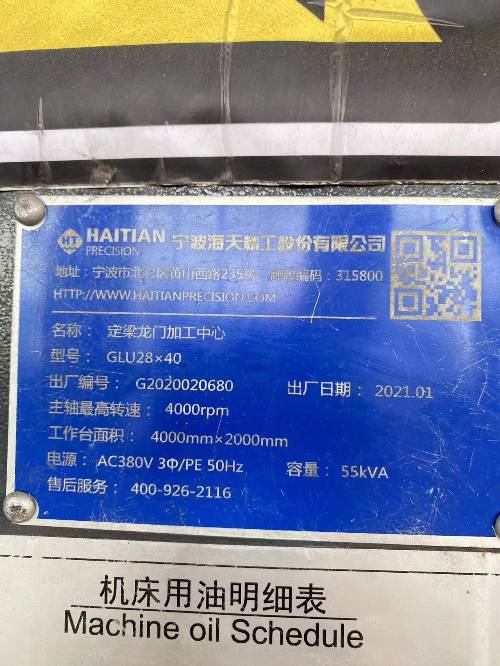 HT HAITIAN PRECISION 宁波海天精工股份有限公司
地址：宁波市北仑区黄山西路235号 邮政编码：315800
HTTP://WWW.HAITIANPRECISION.COM
名称：定梁龙门加工中心
型号：GLU28×40
出厂编号：G2020020680 出厂日期：2021.01
主轴最高转速：4000rpm
工作台面积：4000mm×2000mm
电源：AC380V 3Φ/PE 50Hz 容量：55kVA
售后服务：400-926-2116
机床用油明细表
Machine oil Schedule